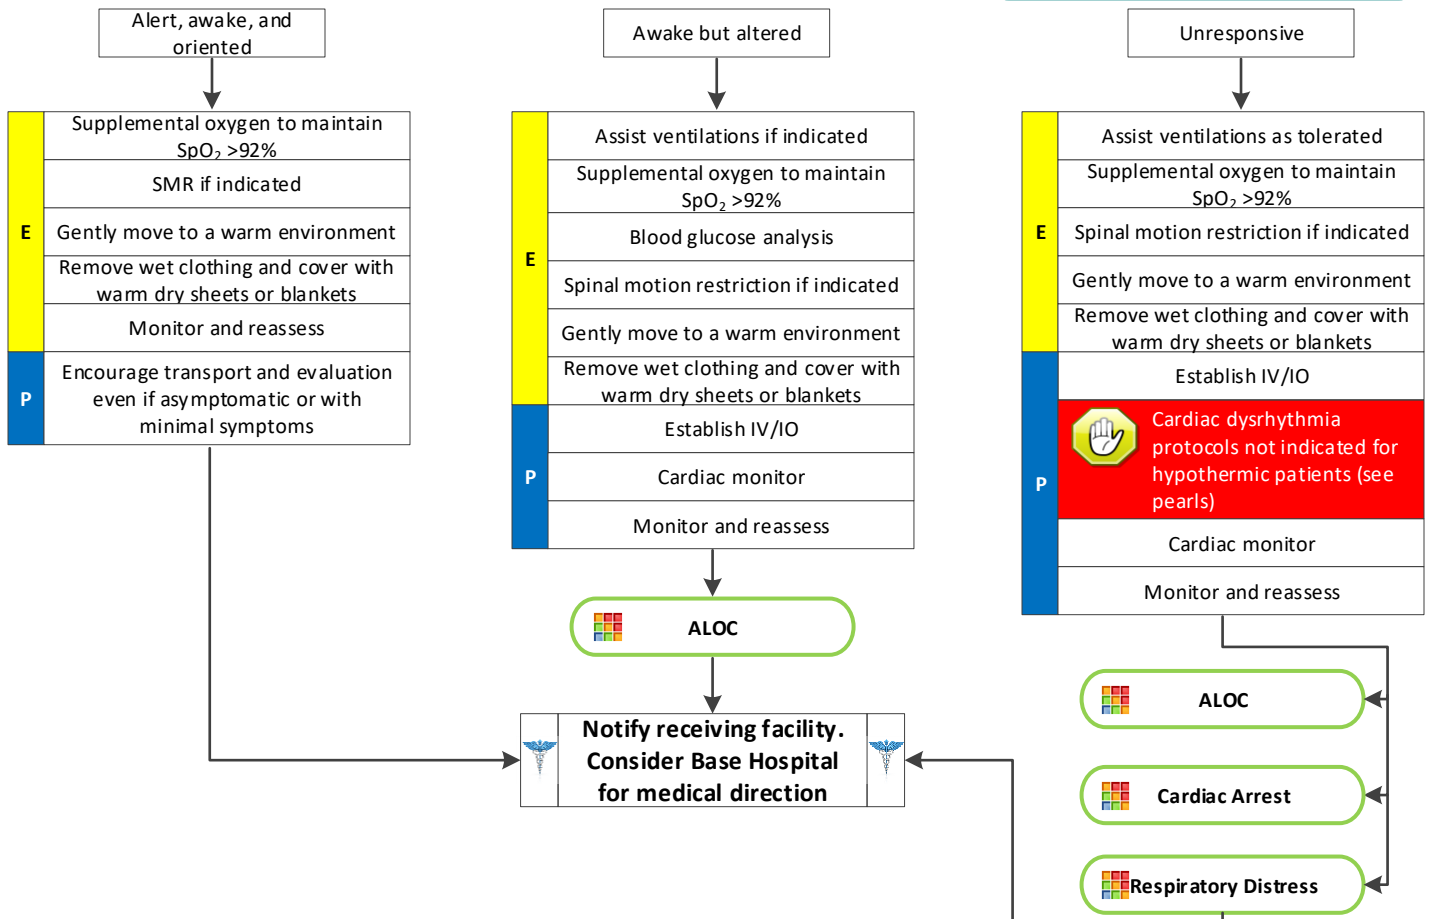 Alert, awake, and
oriented
E
Supplemental oxygen to maintain
SpO₂ >92%
SMR if indicated
Gently move to a warm environment
Remove wet clothing and cover with
warm dry sheets or blankets
Monitor and reassess
P
Encourage transport and evaluation
even if asymptomatic or with
minimal symptoms
Awake but altered
E
Assist ventilations if indicated
Supplemental oxygen to maintain
SpO₂ >92%
Blood glucose analysis
Spinal motion restriction if indicated
Gently move to a warm environment
Remove wet clothing and cover with
warm dry sheets or blankets
P
Establish IV/IO
Cardiac monitor
Monitor and reassess
ALOC
Notify receiving facility.
Consider Base Hospital
for medical direction
Unresponsive
E
Assist ventilations as tolerated
Supplemental oxygen to maintain
SpO₂ >92%
Spinal motion restriction if indicated
Gently move to a warm environment
Remove wet clothing and cover with
warm dry sheets or blankets
P
Establish IV/IO
Cardiac dysrhythmia
protocols not indicated for
hypothermic patients (see
pearls)
Cardiac monitor
Monitor and reassess
ALOC
Cardiac Arrest
Respiratory Distress